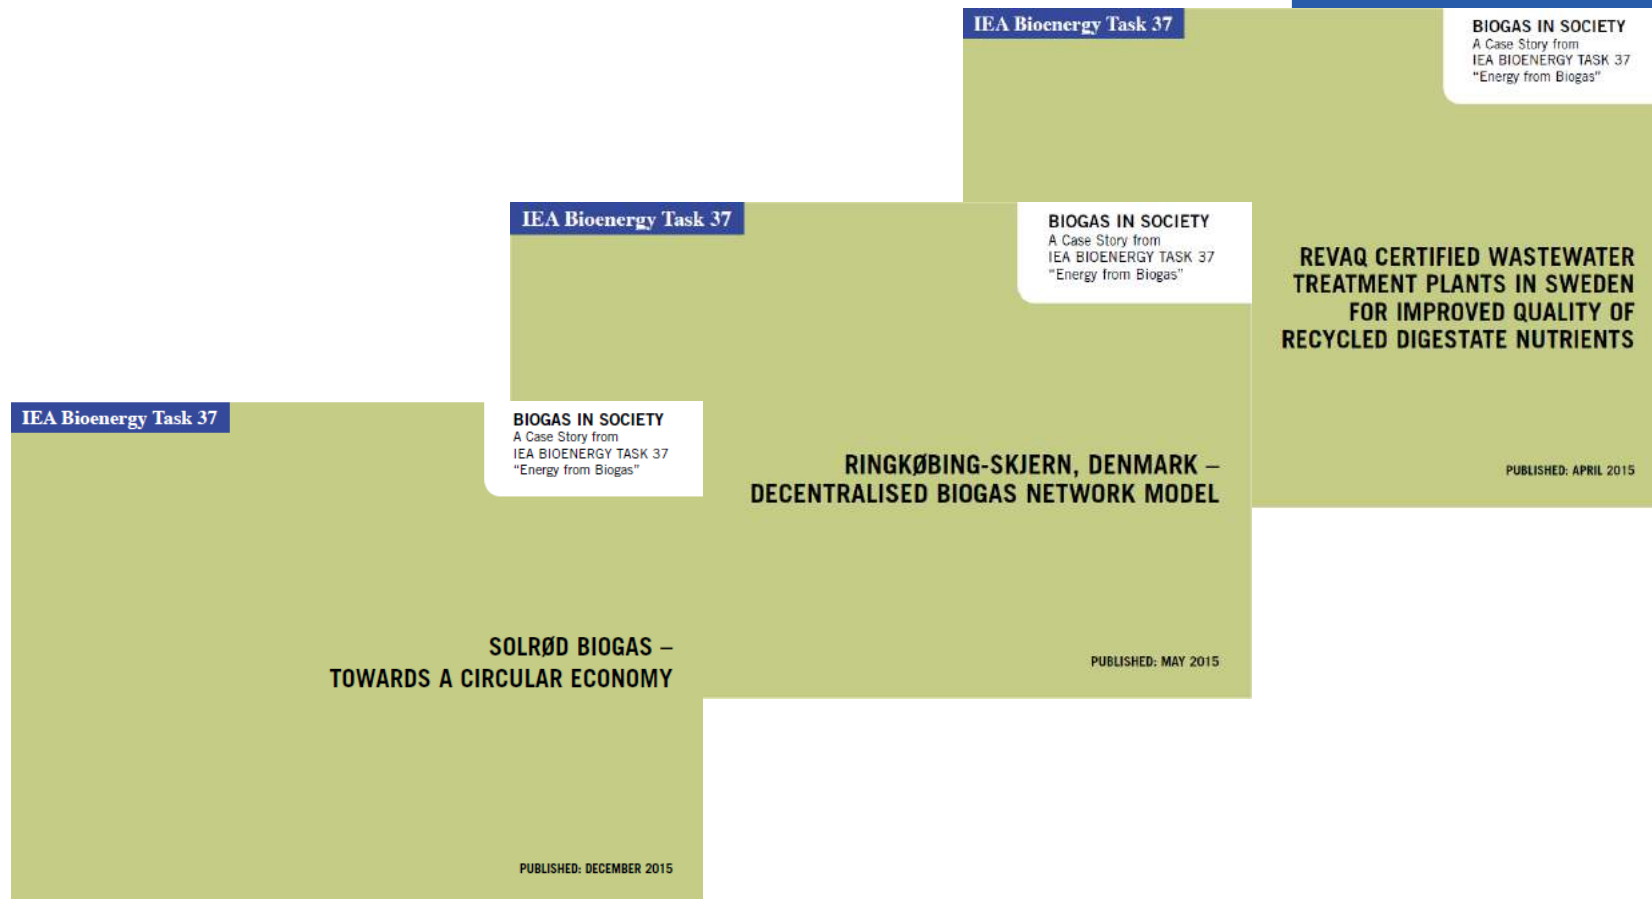 IEA Bioenergy Task 37
BIOGAS IN SOCIETY
A Case Story from
IEA BIOENERGY TASK 37
"Energy from Biogas"
REVAQ CERTIFIED WASTEWATER
TREATMENT PLANTS IN SWEDEN
FOR IMPROVED QUALITY OF
RECYCLED DIGESTATE NUTRIENTS
PUBLISHED: APRIL 2015
IEA Bioenergy Task 37
BIOGAS IN SOCIETY
A Case Story from
IEA BIOENERGY TASK 37
"Energy from Biogas"
RINGKØBING-SKJERN, DENMARK –
DECENTRALISED BIOGAS NETWORK MODEL
PUBLISHED: MAY 2015
IEA Bioenergy Task 37
BIOGAS IN SOCIETY
A Case Story from
IEA BIOENERGY TASK 37
"Energy from Biogas"
SOLRØD BIOGAS –
TOWARDS A CIRCULAR ECONOMY
PUBLISHED: DECEMBER 2015